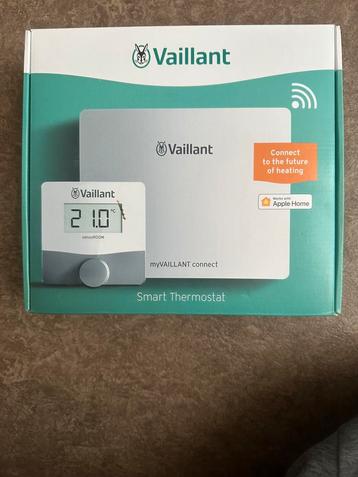 Vaillant
Vaillant
Connect
to the future
of heating
Works with
Apple Home
Vaillant
21.0°C
sensoROOM
myVAILLANT connect
Smart Thermostat